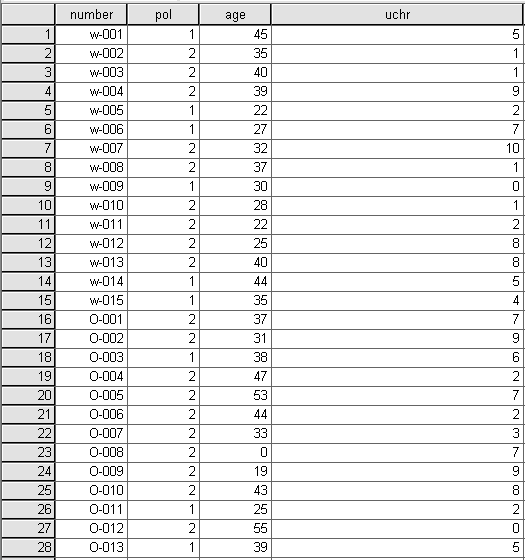 number pol age uchr
1 w-001 1 45 5
2 w-002 2 35 1
3 w-003 2 40 1
4 w-004 2 39 9
5 w-005 1 22 2
6 w-006 1 27 7
7 w-007 2 32 10
8 w-008 2 37 1
9 w-009 1 30 0
10 w-010 2 28 1
11 w-011 2 22 2
12 w-012 2 25 8
13 w-013 2 40 8
14 w-014 1 44 5
15 w-015 1 35 4
16 O-001 2 37 7
17 O-002 2 31 9
18 O-003 1 38 6
19 O-004 2 47 2
20 O-005 2 53 7
21 O-006 2 44 2
22 O-007 2 33 3
23 O-008 2 0 7
24 O-009 2 19 9
25 O-010 2 43 8
26 O-011 1 25 2
27 O-012 2 55 0
28 O-013 1 39 5